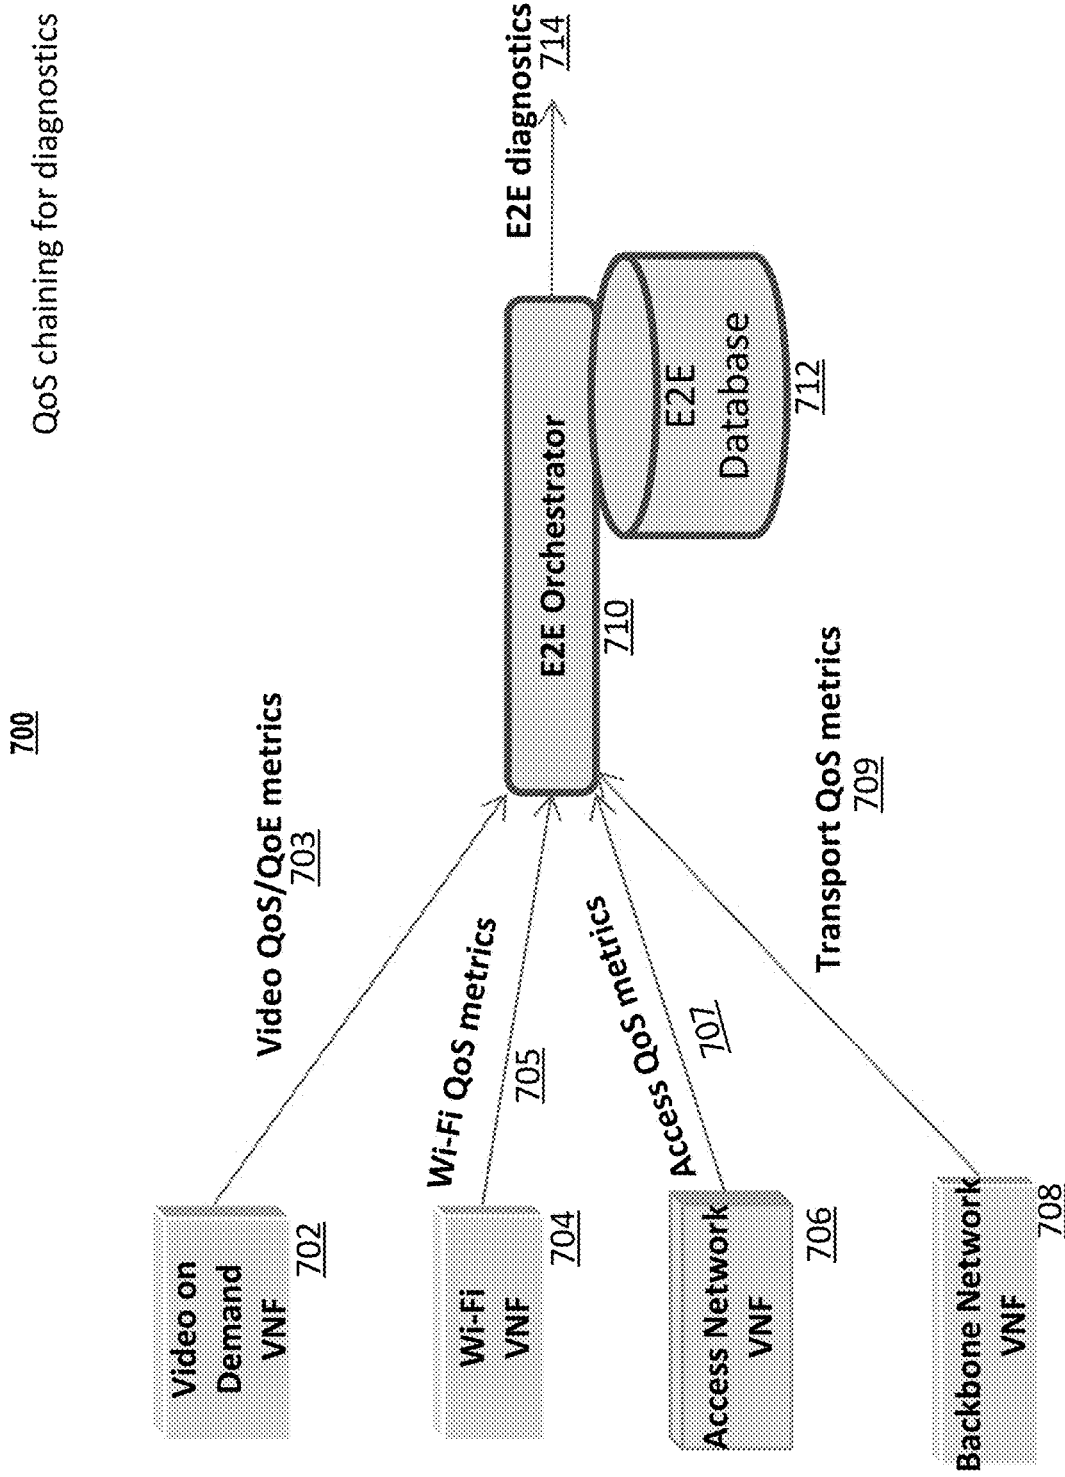 700
QoS chaining for diagnostics
Video on
Demand
VNF
702
Video QoS/QoE metrics
703
Wi-Fi
VNF
704
Wi-Fi QoS metrics
705
Access Network
VNF
706
Access QoS metrics
707
Backbone Network
VNF
708
Transport QoS metrics
709
E2E Orchestrator
710
E2E
Database
712
E2E diagnostics
714